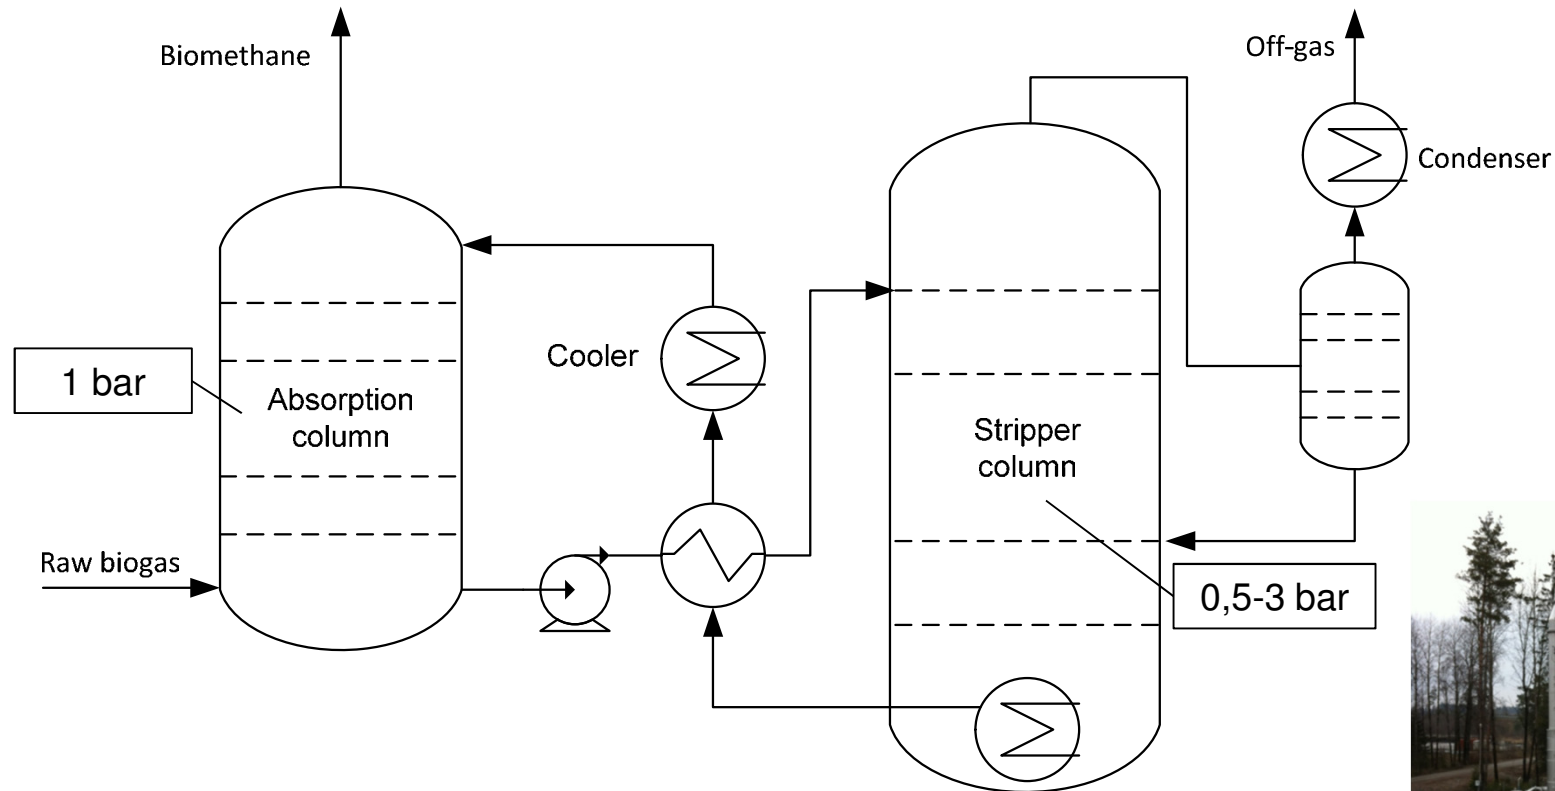 Biomethane
Off-gas
Condenser
Cooler
1 bar
Absorption
column
Stripper
column
Raw biogas
0,5-3 bar